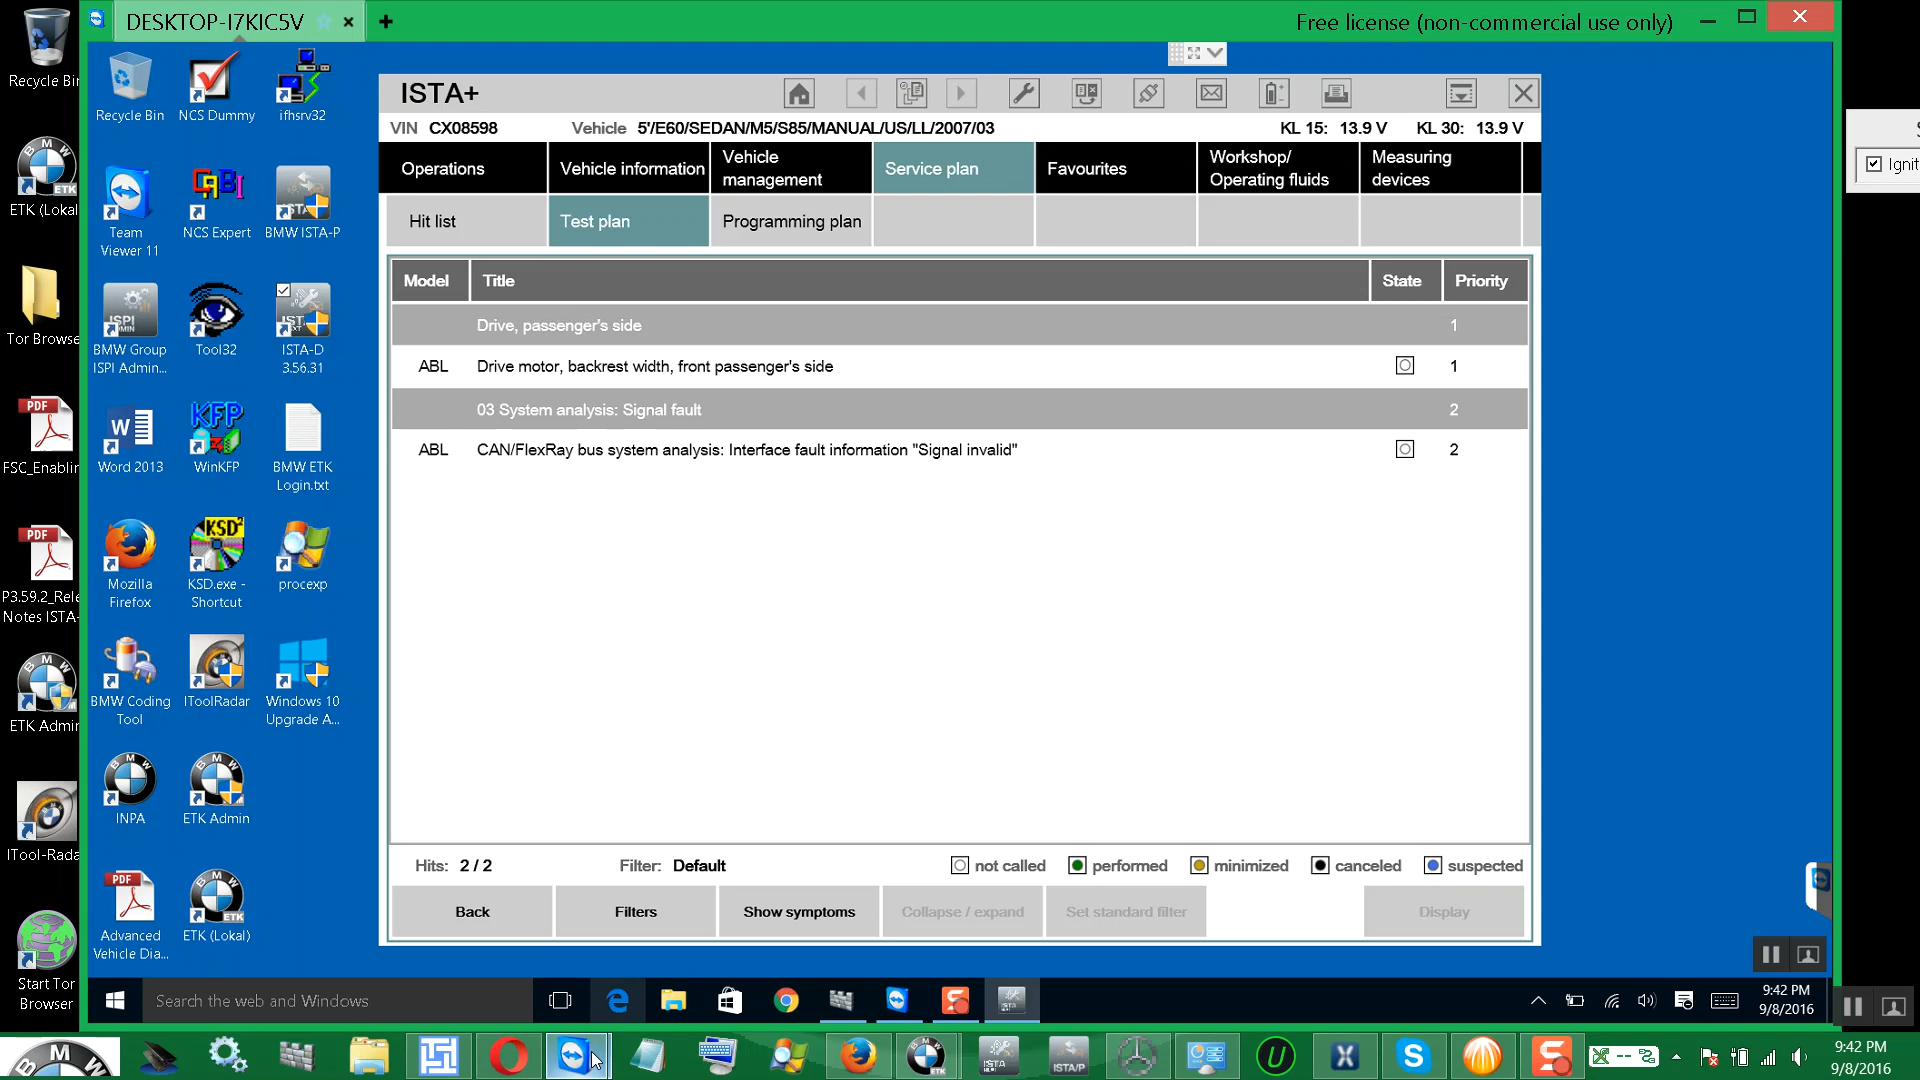 DESKTOP-I7KIC5V
Free license (non-commercial use only)
Recycle Bin
ETK (Lokal
Tor Browse
FSC_Enablin
P3.59.2_Rele
Notes ISTA-
ETK Admin
ITool-Rada
Start Tor
Browser
Recycle Bin
NCS Dummy
ifhsrv32
Team
Viewer 11
NCS Expert
BMW ISTA-P
BMW Group
ISPI Admin...
Tool32
ISTA-D
3.56.31
Word 2013
WinKFP
BMW ETK
Login.txt
Mozilla
Firefox
KSD.exe -
Shortcut
procexp
BMW Coding
Tool
IToolRadar
Windows 10
Upgrade A...
INPA
ETK Admin
Advanced
Vehicle Dia...
ETK (Lokal)
ISTA+
VIN CX08598
Vehicle 5'/E60/SEDAN/M5/S85/MANUAL/US/LL/2007/03
KL 15: 13.9 V
KL 30: 13.9 V
Operations
Vehicle information
Vehicle
management
Service plan
Favourites
Workshop/
Operating fluids
Measuring
devices
Hit list
Test plan
Programming plan
Model
Title
State
Priority
Drive, passenger's side 1
ABL Drive motor, backrest width, front passenger's side 1
03 System analysis: Signal fault 2
ABL CAN/FlexRay bus system analysis: Interface fault information "Signal invalid" 2
Hits: 2 / 2
Filter: Default
not called
performed
minimized
canceled
suspected
Back
Filters
Show symptoms
Collapse / expand
Set standard filter
Display
Ignit
Search the web and Windows
9:42 PM
9/8/2016
9:42 PM
9/8/2016